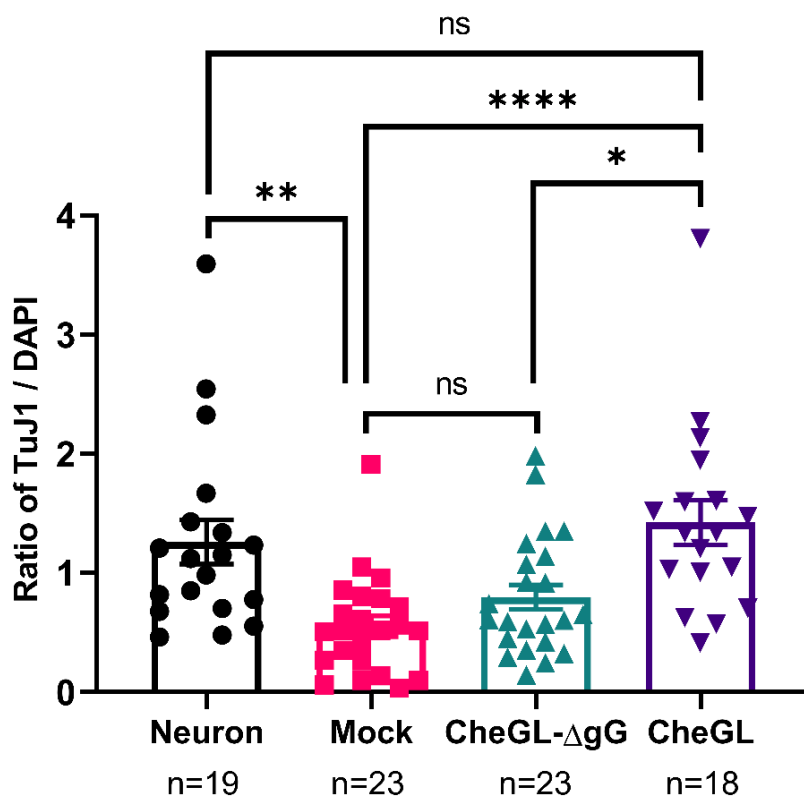 ns
****
*
**
ns
4
3
2
1
0
Ratio of TuJ1 / DAPI
Neuron Mock CheGL-ΔgG CheGL
n=19 n=23 n=23 n=18